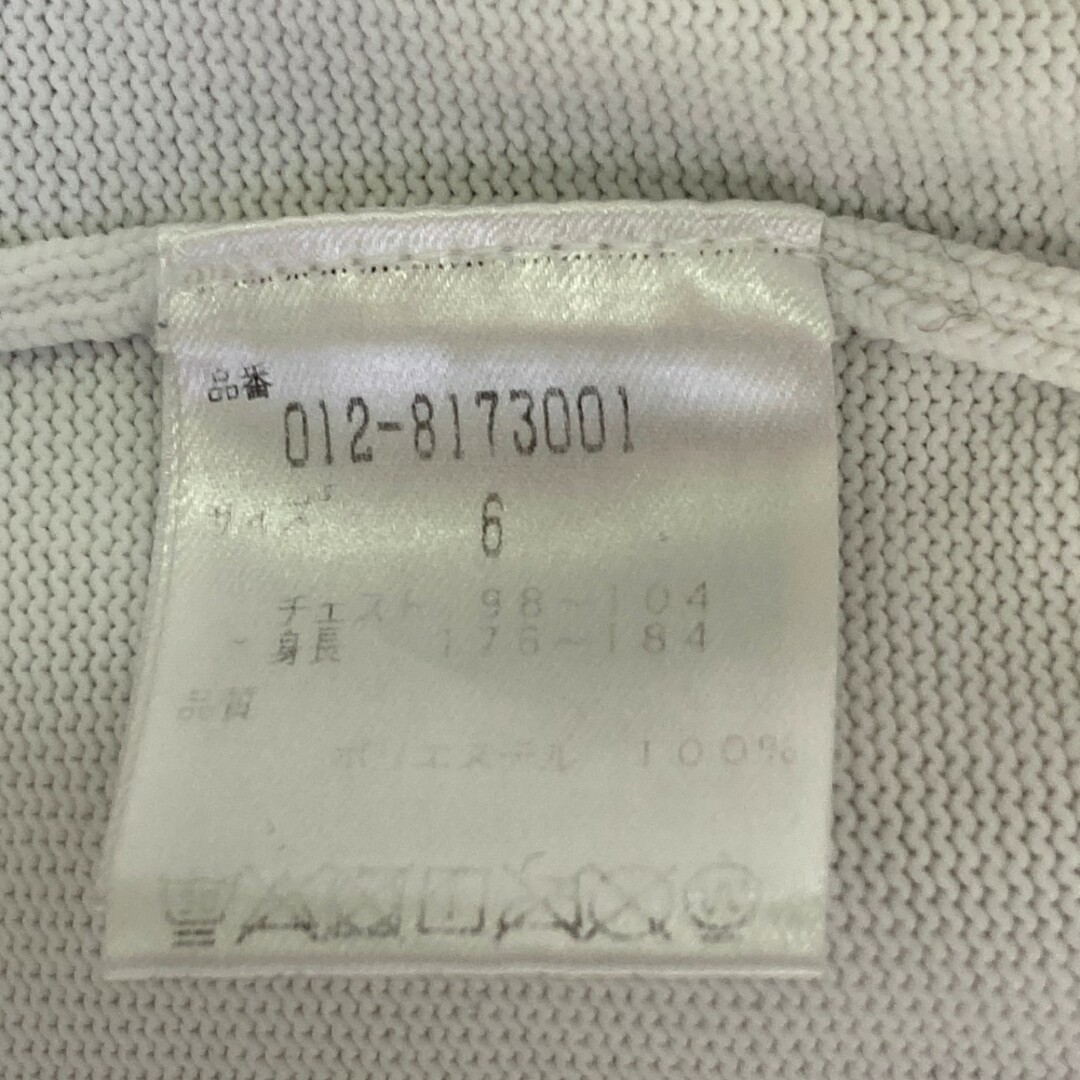 品番
012-8173001
サイズ 6
チェスト 98~104
身長 176~184
品質
ポリエステル 100%